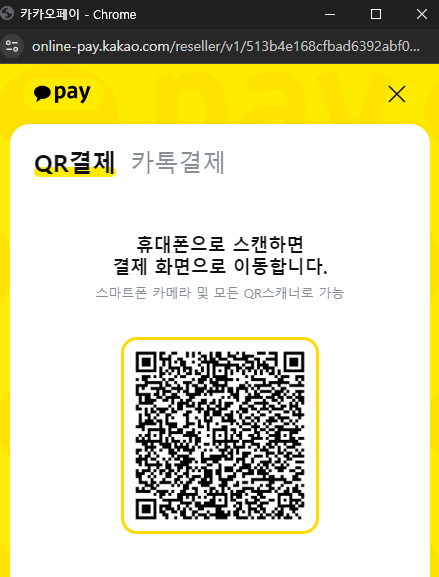 카카오페이 - Chrome
online-pay.kakao.com/reseller/v1/513b4e168cfbad6392abf0...
pay
QR결제 카톡결제
휴대폰으로 스캔하면
결제 화면으로 이동합니다.
스마트폰 카메라 및 모든 QR스캐너로 가능